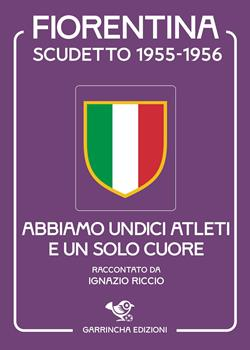 FIORENTINA
SCUDETTO 1955-1956
ABBIAMO UNDICI ATLETI
E UN SOLO CUORE
RACCONTATO DA
IGNAZIO RICCIO
GARRINCHA EDIZIONI